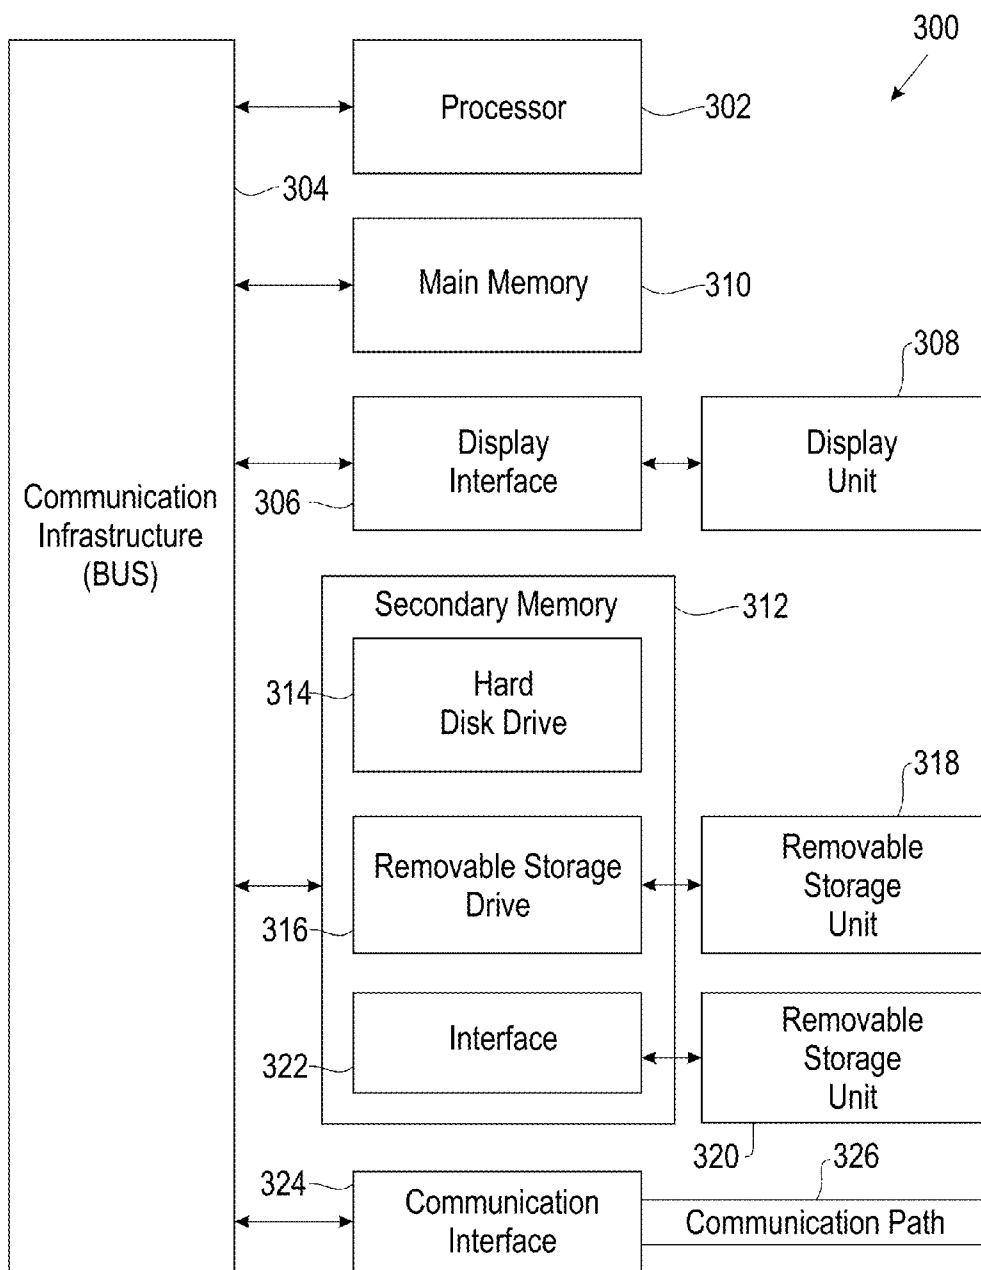 300
Processor
302
304
Main Memory
310
308
Display
Interface
306
Display
Unit
Communication
Infrastructure
(BUS)
Secondary Memory
312
314
Hard
Disk Drive
318
Removable Storage
Drive
316
Removable
Storage
Unit
Interface
322
Removable
Storage
Unit
320
326
324
Communication
Interface
Communication Path